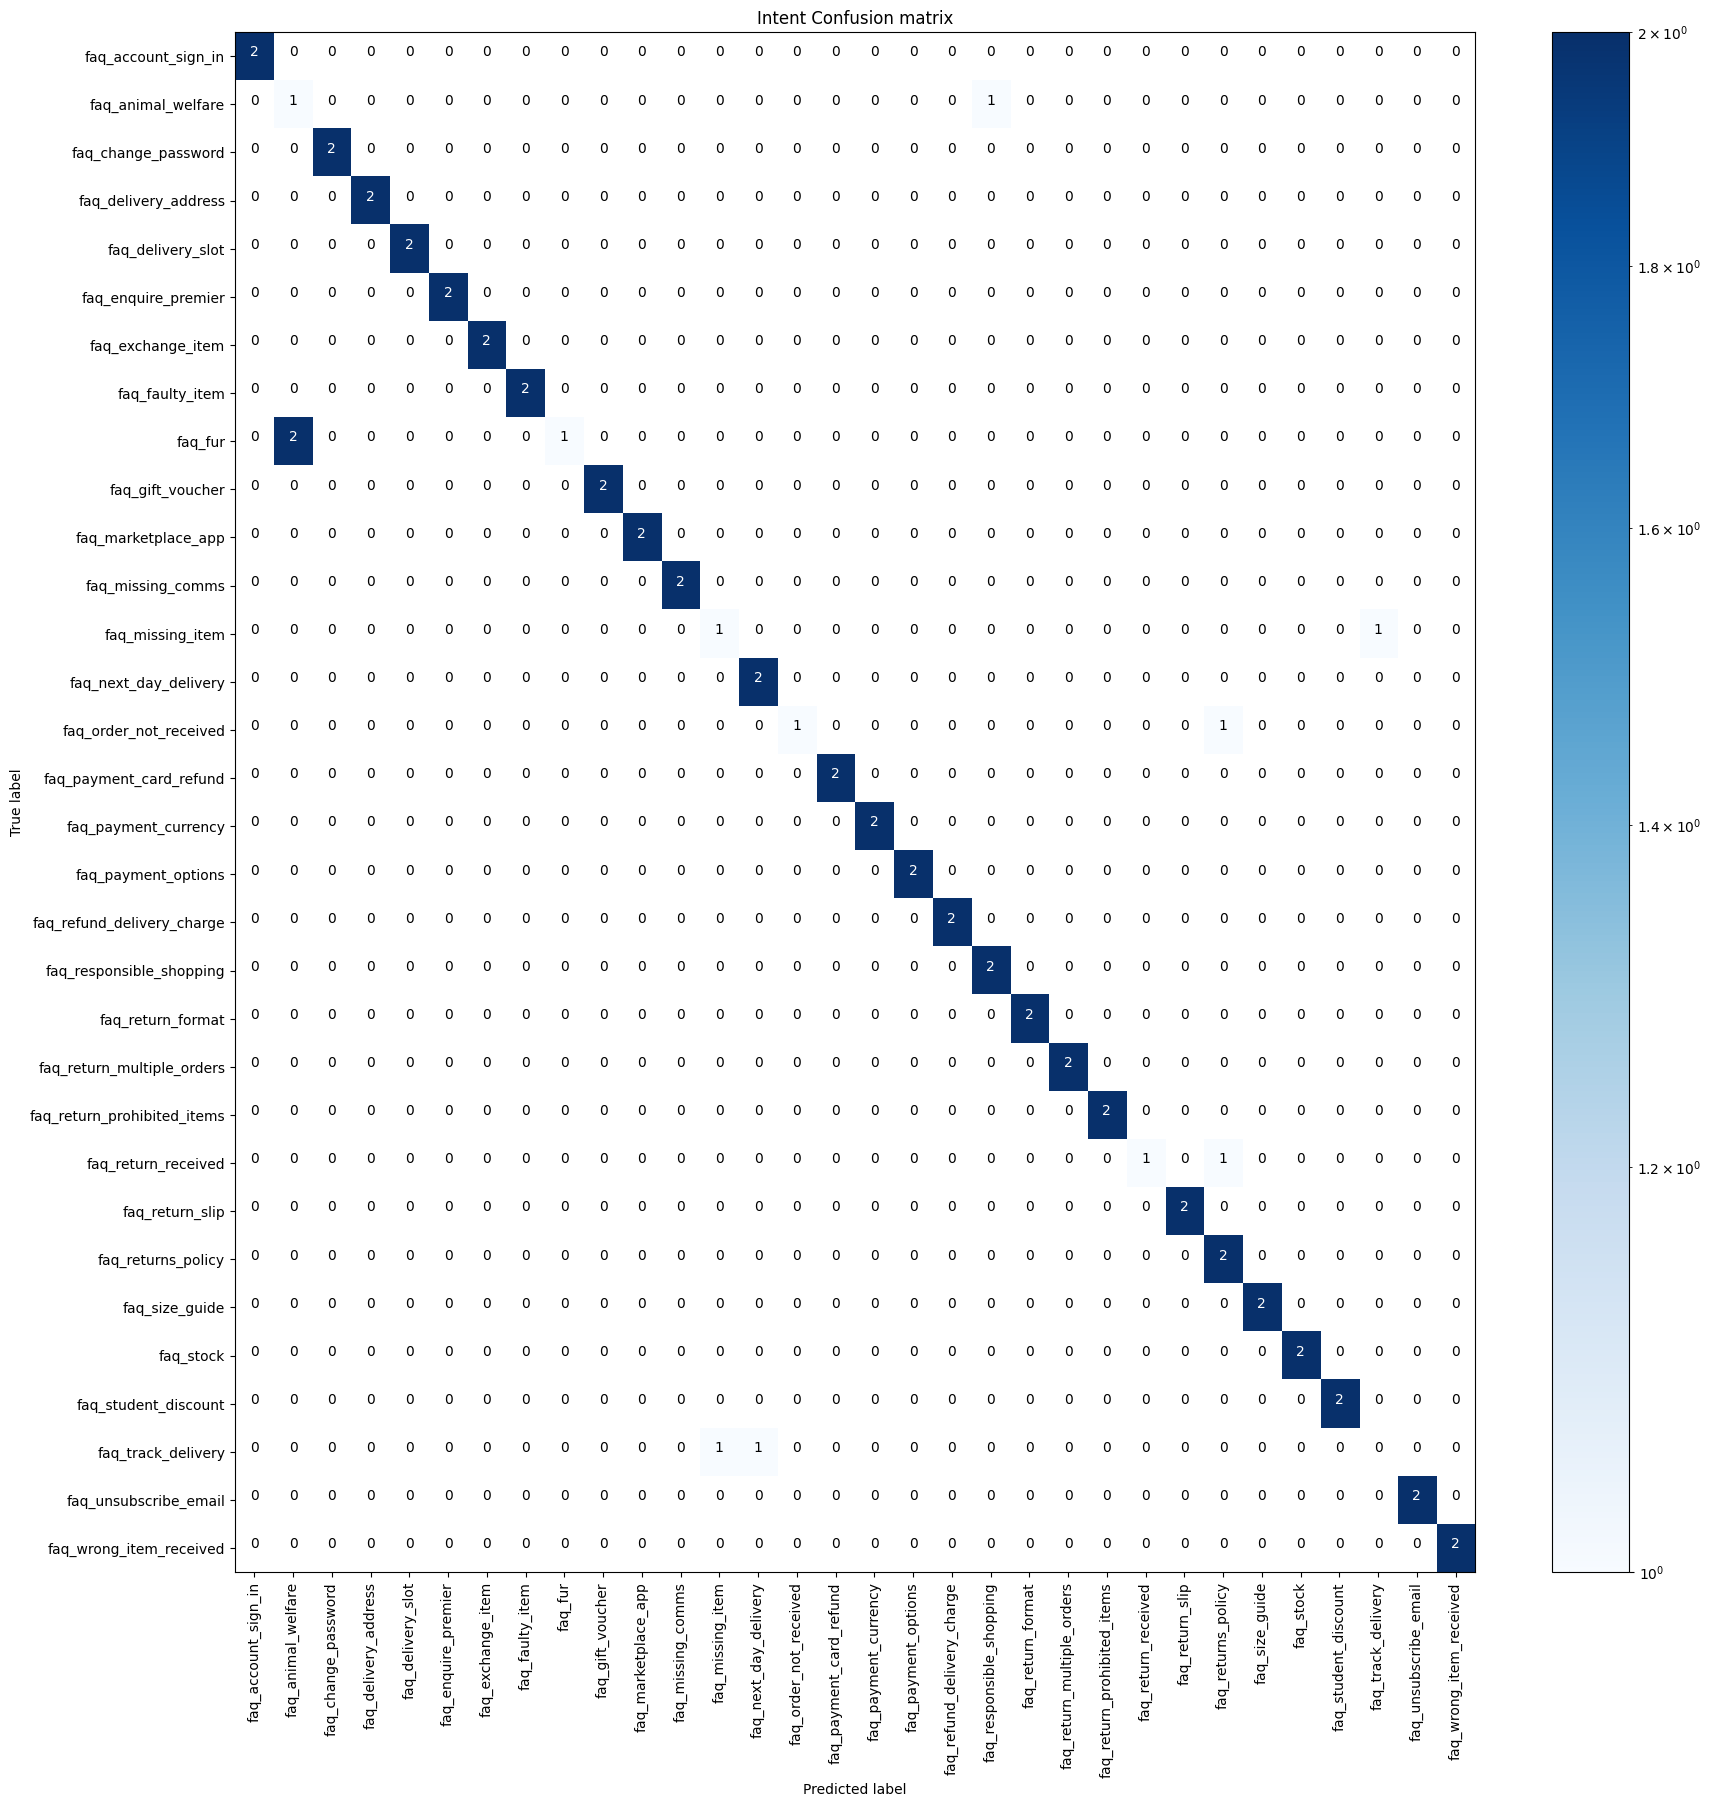 Intent Confusion matrix
faq_account_sign_in 2 0 0 0 0 0 0 0 0 0 0 0 0 0 0 0 0 0 0 0 0 0 0 0 0 0 0 0 0 0 0 0
faq_animal_welfare 0 1 0 0 0 0 0 0 0 0 0 0 0 0 0 0 0 0 0 1 0 0 0 0 0 0 0 0 0 0 0 0
faq_change_password 0 0 2 0 0 0 0 0 0 0 0 0 0 0 0 0 0 0 0 0 0 0 0 0 0 0 0 0 0 0 0 0
faq_delivery_address 0 0 0 2 0 0 0 0 0 0 0 0 0 0 0 0 0 0 0 0 0 0 0 0 0 0 0 0 0 0 0 0
faq_delivery_slot 0 0 0 0 2 0 0 0 0 0 0 0 0 0 0 0 0 0 0 0 0 0 0 0 0 0 0 0 0 0 0 0
faq_enquire_premier 0 0 0 0 0 2 0 0 0 0 0 0 0 0 0 0 0 0 0 0 0 0 0 0 0 0 0 0 0 0 0 0
faq_exchange_item 0 0 0 0 0 0 2 0 0 0 0 0 0 0 0 0 0 0 0 0 0 0 0 0 0 0 0 0 0 0 0 0
faq_faulty_item 0 0 0 0 0 0 0 2 0 0 0 0 0 0 0 0 0 0 0 0 0 0 0 0 0 0 0 0 0 0 0 0
faq_fur 0 2 0 0 0 0 0 0 1 0 0 0 0 0 0 0 0 0 0 0 0 0 0 0 0 0 0 0 0 0 0 0
faq_gift_voucher 0 0 0 0 0 0 0 0 0 2 0 0 0 0 0 0 0 0 0 0 0 0 0 0 0 0 0 0 0 0 0 0
faq_marketplace_app 0 0 0 0 0 0 0 0 0 0 2 0 0 0 0 0 0 0 0 0 0 0 0 0 0 0 0 0 0 0 0 0
faq_missing_comms 0 0 0 0 0 0 0 0 0 0 0 2 0 0 0 0 0 0 0 0 0 0 0 0 0 0 0 0 0 0 0 0
faq_missing_item 0 0 0 0 0 0 0 0 0 0 0 0 1 0 0 0 0 0 0 0 0 0 0 0 0 0 0 0 0 1 0 0
faq_next_day_delivery 0 0 0 0 0 0 0 0 0 0 0 0 0 2 0 0 0 0 0 0 0 0 0 0 0 0 0 0 0 0 0 0
faq_order_not_received 0 0 0 0 0 0 0 0 0 0 0 0 0 0 1 0 0 0 0 0 0 0 0 0 0 1 0 0 0 0 0 0
faq_payment_card_refund 0 0 0 0 0 0 0 0 0 0 0 0 0 0 0 2 0 0 0 0 0 0 0 0 0 0 0 0 0 0 0 0
faq_payment_currency 0 0 0 0 0 0 0 0 0 0 0 0 0 0 0 0 2 0 0 0 0 0 0 0 0 0 0 0 0 0 0 0
faq_payment_options 0 0 0 0 0 0 0 0 0 0 0 0 0 0 0 0 0 2 0 0 0 0 0 0 0 0 0 0 0 0 0 0
faq_refund_delivery_charge 0 0 0 0 0 0 0 0 0 0 0 0 0 0 0 0 0 0 2 0 0 0 0 0 0 0 0 0 0 0 0 0
faq_responsible_shopping 0 0 0 0 0 0 0 0 0 0 0 0 0 0 0 0 0 0 0 2 0 0 0 0 0 0 0 0 0 0 0 0
faq_return_format 0 0 0 0 0 0 0 0 0 0 0 0 0 0 0 0 0 0 0 0 2 0 0 0 0 0 0 0 0 0 0 0
faq_return_multiple_orders 0 0 0 0 0 0 0 0 0 0 0 0 0 0 0 0 0 0 0 0 0 2 0 0 0 0 0 0 0 0 0 0
faq_return_prohibited_items 0 0 0 0 0 0 0 0 0 0 0 0 0 0 0 0 0 0 0 0 0 0 2 0 0 0 0 0 0 0 0 0
faq_return_received 0 0 0 0 0 0 0 0 0 0 0 0 0 0 0 0 0 0 0 0 0 0 0 1 0 1 0 0 0 0 0 0
faq_return_slip 0 0 0 0 0 0 0 0 0 0 0 0 0 0 0 0 0 0 0 0 0 0 0 0 2 0 0 0 0 0 0 0
faq_returns_policy 0 0 0 0 0 0 0 0 0 0 0 0 0 0 0 0 0 0 0 0 0 0 0 0 0 2 0 0 0 0 0 0
faq_size_guide 0 0 0 0 0 0 0 0 0 0 0 0 0 0 0 0 0 0 0 0 0 0 0 0 0 0 2 0 0 0 0 0
faq_stock 0 0 0 0 0 0 0 0 0 0 0 0 0 0 0 0 0 0 0 0 0 0 0 0 0 0 0 2 0 0 0 0
faq_student_discount 0 0 0 0 0 0 0 0 0 0 0 0 0 0 0 0 0 0 0 0 0 0 0 0 0 0 0 0 2 0 0 0
faq_track_delivery 0 0 0 0 0 0 0 0 0 0 0 0 1 1 0 0 0 0 0 0 0 0 0 0 0 0 0 0 0 0 0 0
faq_unsubscribe_email 0 0 0 0 0 0 0 0 0 0 0 0 0 0 0 0 0 0 0 0 0 0 0 0 0 0 0 0 0 0 2 0
faq_wrong_item_received 0 0 0 0 0 0 0 0 0 0 0 0 0 0 0 0 0 0 0 0 0 0 0 0 0 0 0 0 0 0 0 2
True label
faq_account_sign_in
faq_animal_welfare
faq_change_password
faq_delivery_address
faq_delivery_slot
faq_enquire_premier
faq_exchange_item
faq_faulty_item
faq_fur
faq_gift_voucher
faq_marketplace_app
faq_missing_comms
faq_missing_item
faq_next_day_delivery
faq_order_not_received
faq_payment_card_refund
faq_payment_currency
faq_payment_options
faq_refund_delivery_charge
faq_responsible_shopping
faq_return_format
faq_return_multiple_orders
faq_return_prohibited_items
faq_return_received
faq_return_slip
faq_returns_policy
faq_size_guide
faq_stock
faq_student_discount
faq_track_delivery
faq_unsubscribe_email
faq_wrong_item_received
Predicted label
2 × 10⁰
1.8 × 10⁰
1.6 × 10⁰
1.4 × 10⁰
1.2 × 10⁰
10⁰